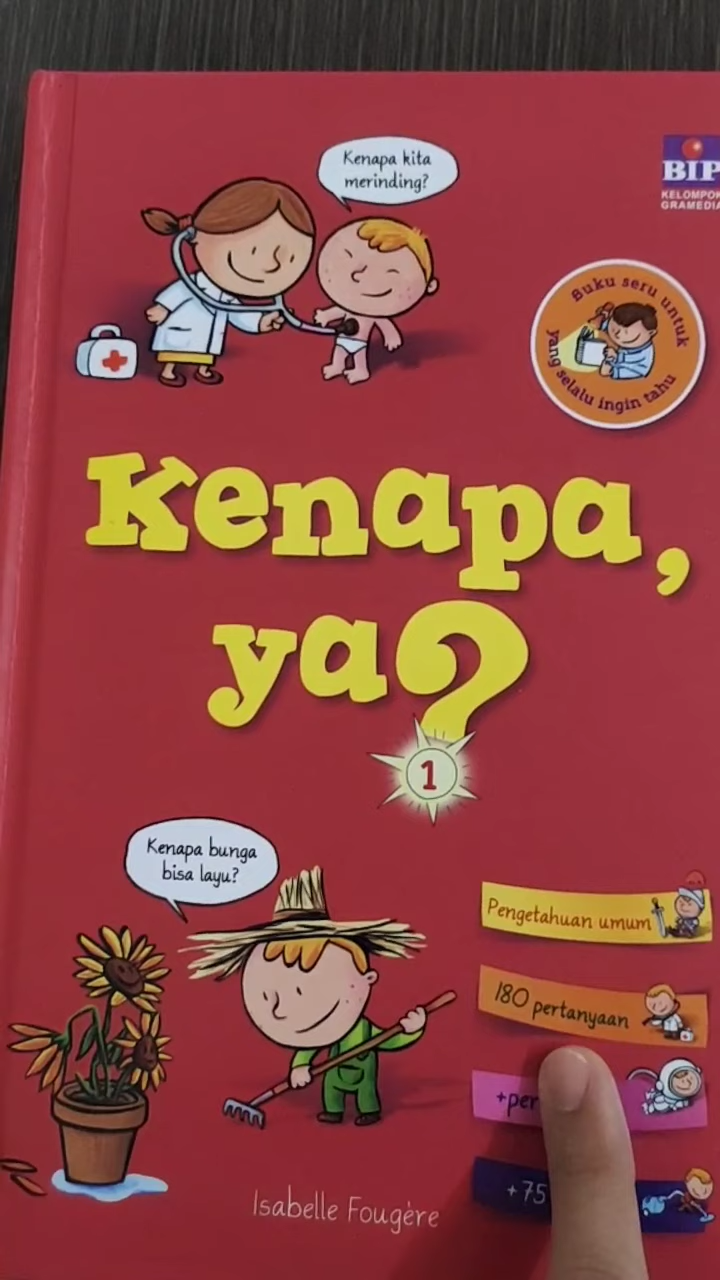 Kenapa kita
merinding?
BIP
KELOMPOK
GRAMEDIA
Buku seru untuk
yang selalu ingin tahu
Kenapa,
ya?
1
Kenapa bunga
bisa layu?
Pengetahuan umum
180 pertanyaan
+75
Isabelle Fougère